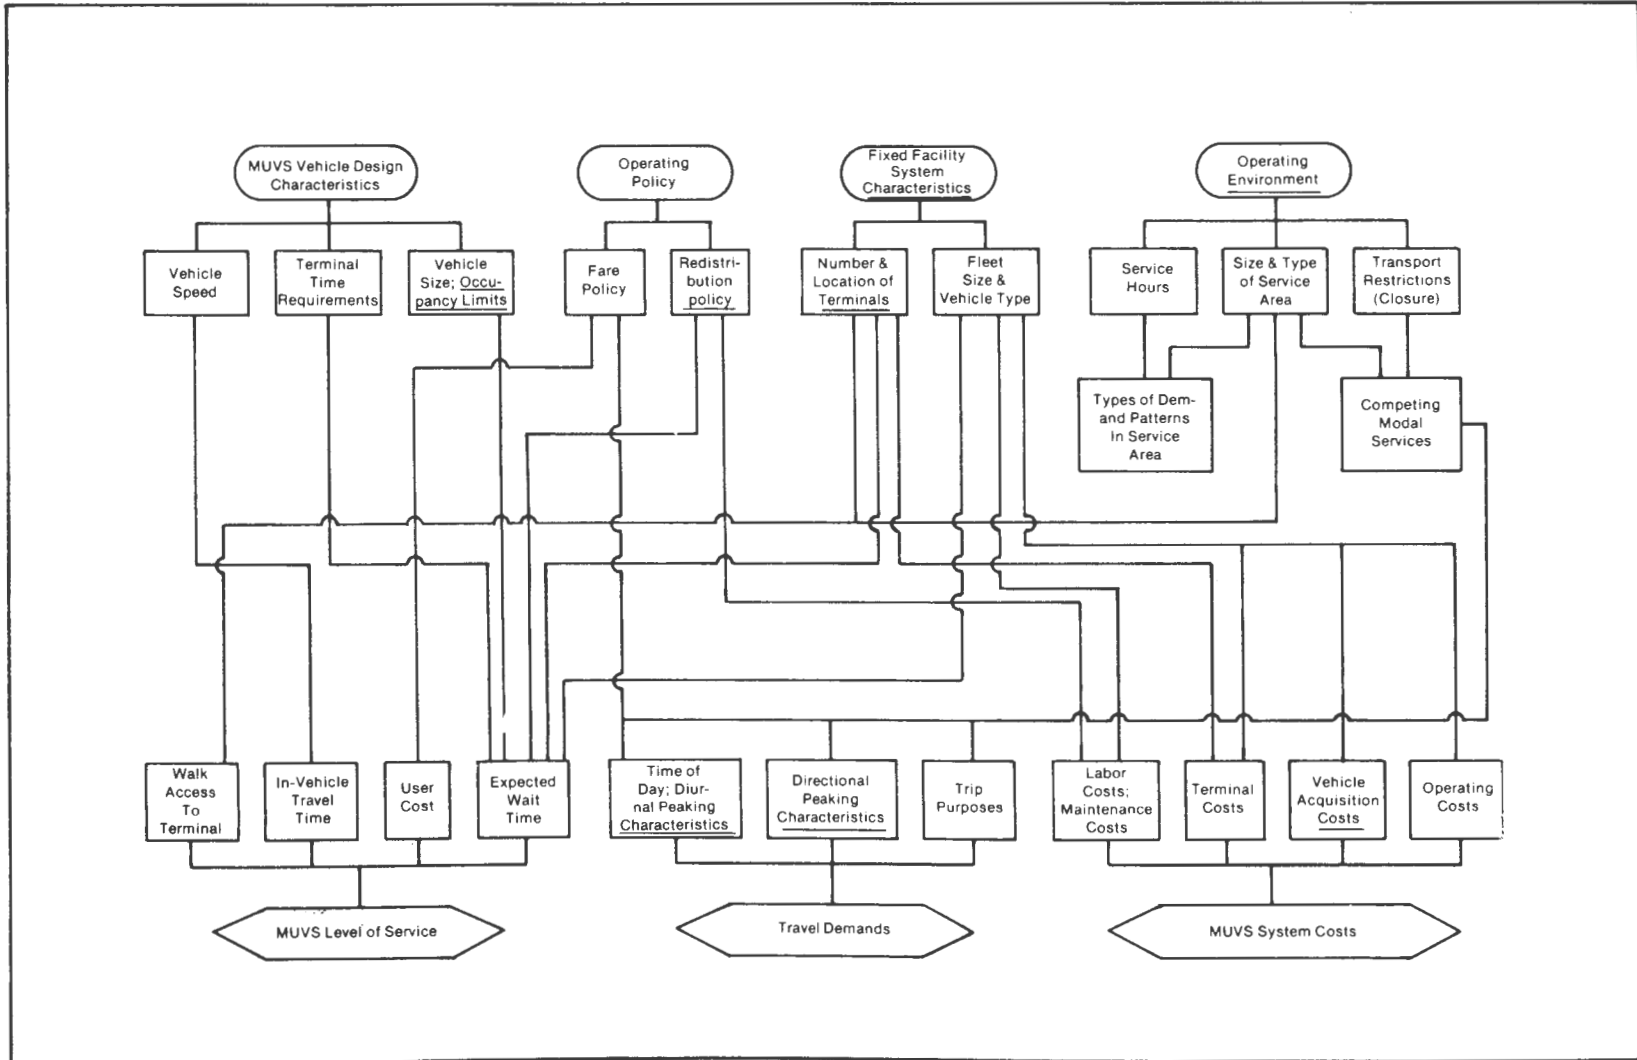 MUVS Vehicle Design
Characteristics
Operating
Policy
Fixed Facility
System
Characteristics
Operating
Environment
Vehicle
Speed
Terminal
Time
Requirements
Vehicle
Size; Occu-
pancy Limits
Fare
Policy
Redistri-
bution
policy
Number &
Location of
Terminals
Fleet
Size &
Vehicle Type
Service
Hours
Size & Type
of Service
Area
Transport
Restrictions
(Closure)
Types of Dem-
and Patterns
In Service
Area
Competing
Modal
Services
Walk
Access
To
Terminal
In-Vehicle
Travel
Time
User
Cost
Expected
Wait
Time
Time of
Day; Diur-
nal Peaking
Characteristics
Directional
Peaking
Characteristics
Trip
Purposes
Labor
Costs;
Maintenance
Costs
Terminal
Costs
Vehicle
Acquisition
Costs
Operating
Costs
MUVS Level of Service
Travel Demands
MUVS System Costs